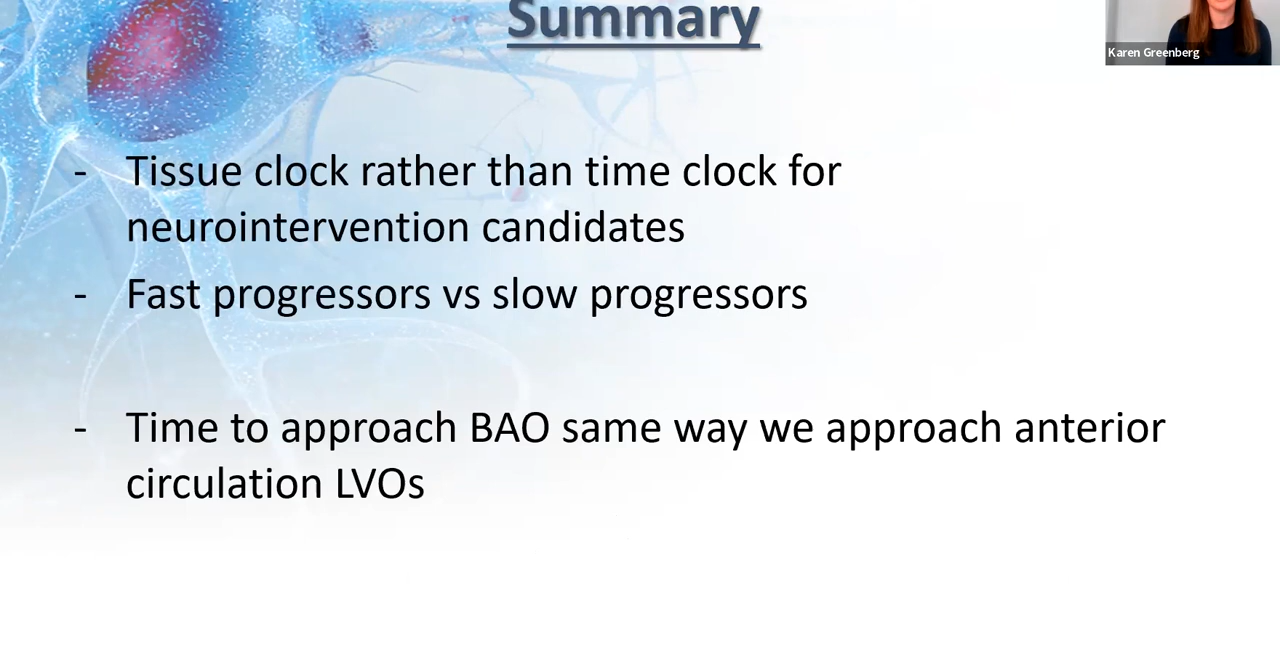 Summary
Karen Greenberg
- Tissue clock rather than time clock for
neurointervention candidates
- Fast progressors vs slow progressors
- Time to approach BAO same way we approach anterior
circulation LVOs